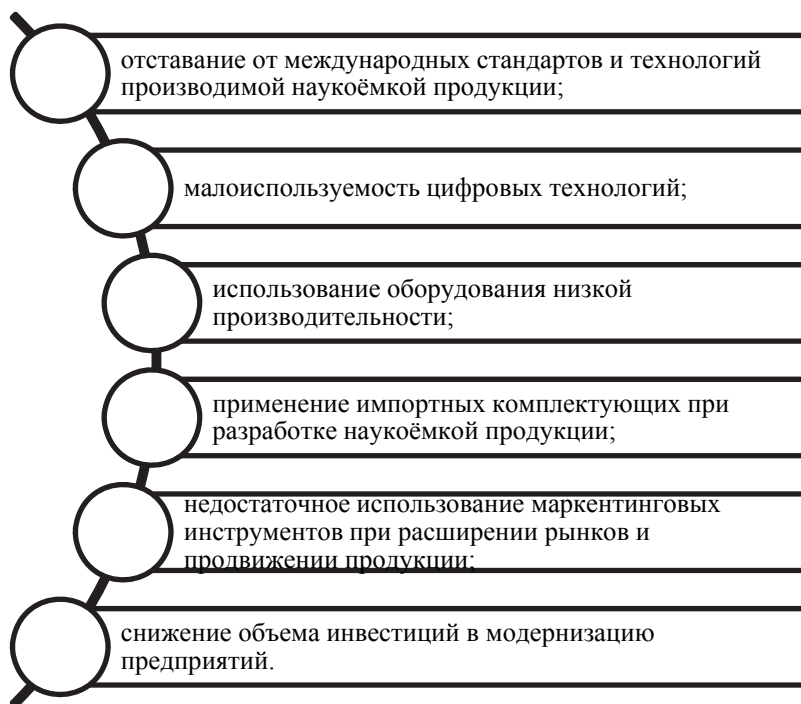 отставание от международных стандартов и технологий
производимой наукоёмкой продукции;
малоиспользуемость цифровых технологий;
использование оборудования низкой
производительности;
применение импортных комплектующих при
разработке наукоёмкой продукции;
недостаточное использование маркентинговых
инструментов при расширении рынков и
продвижении продукции;
снижение объема инвестиций в модернизацию
предприятий.